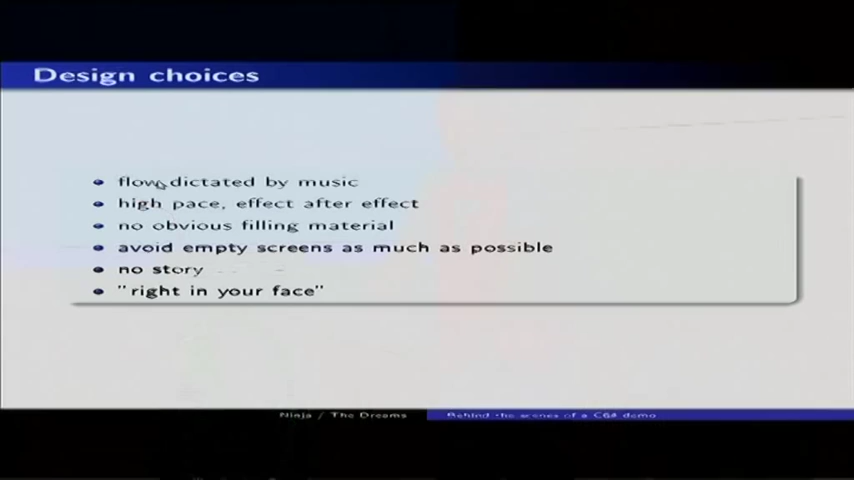 Design choices
flow dictated by music
high pace, effect after effect
no obvious filling material
avoid empty screens as much as possible
no story
"right in your face"
Ninja / The Dreams
Behind the scenes of a C64 demo